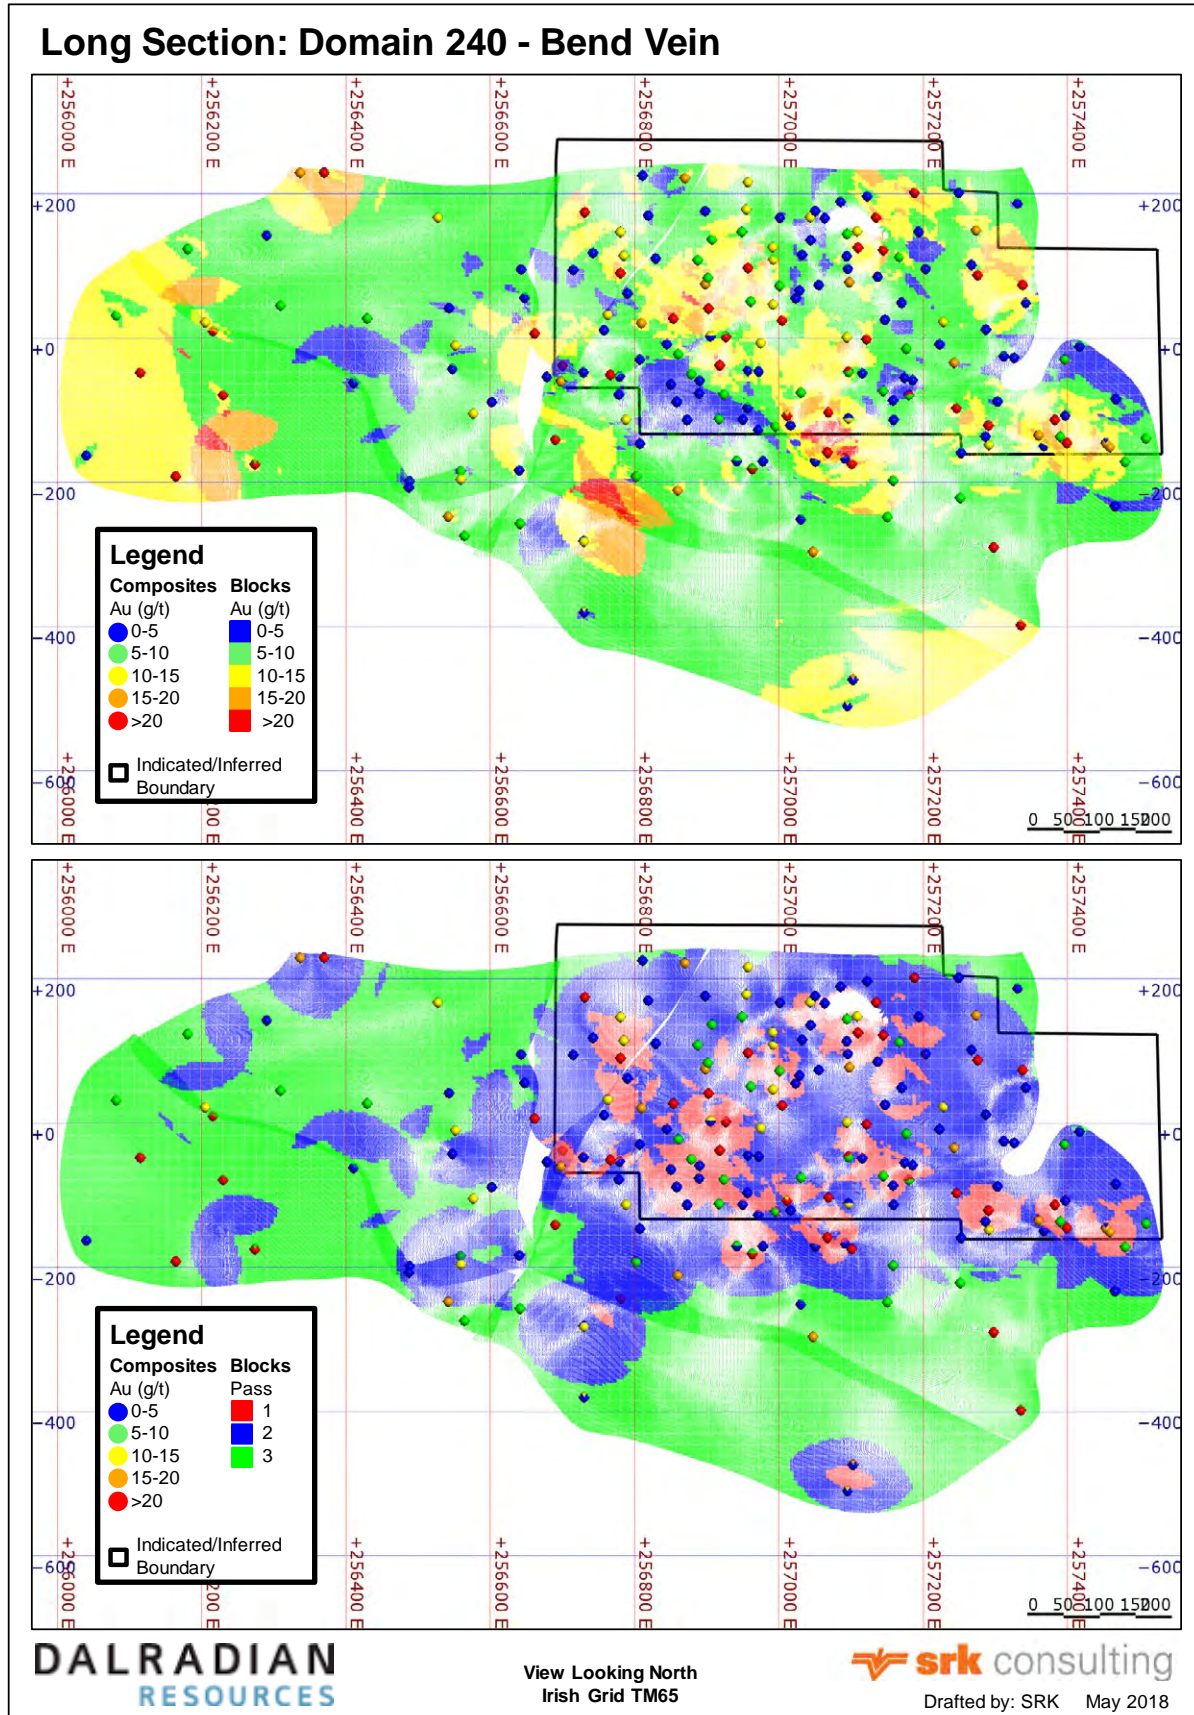 Long Section: Domain 240 - Bend Vein
+256000 E
+256200 E
+256400 E
+256600 E
+256800 E
+257000 E
+257200 E
+257400 E
+200
+200
+0
+0
-200
-200
-400
-400
-600
-600
Legend
Composites Blocks
Au (g/t) Au (g/t)
0-5 0-5
5-10 5-10
10-15 10-15
15-20 15-20
>20 >20
Indicated/Inferred
Boundary
0 50 100 150 200
+256000 E
+256200 E
+256400 E
+256600 E
+256800 E
+257000 E
+257200 E
+257400 E
+256000 E
+256200 E
+256400 E
+256600 E
+256800 E
+257000 E
+257200 E
+257400 E
+200
+200
+0
+0
-200
-200
-400
-400
-600
-600
Legend
Composites Blocks
Au (g/t) Pass
0-5 1
5-10 2
10-15 3
15-20
>20
Indicated/Inferred
Boundary
0 50 100 150 200
+256000 E
+256200 E
+256400 E
+256600 E
+256800 E
+257000 E
+257200 E
+257400 E
DALRADIAN
RESOURCES
View Looking North
Irish Grid TM65
srk consulting
Drafted by: SRK May 2018